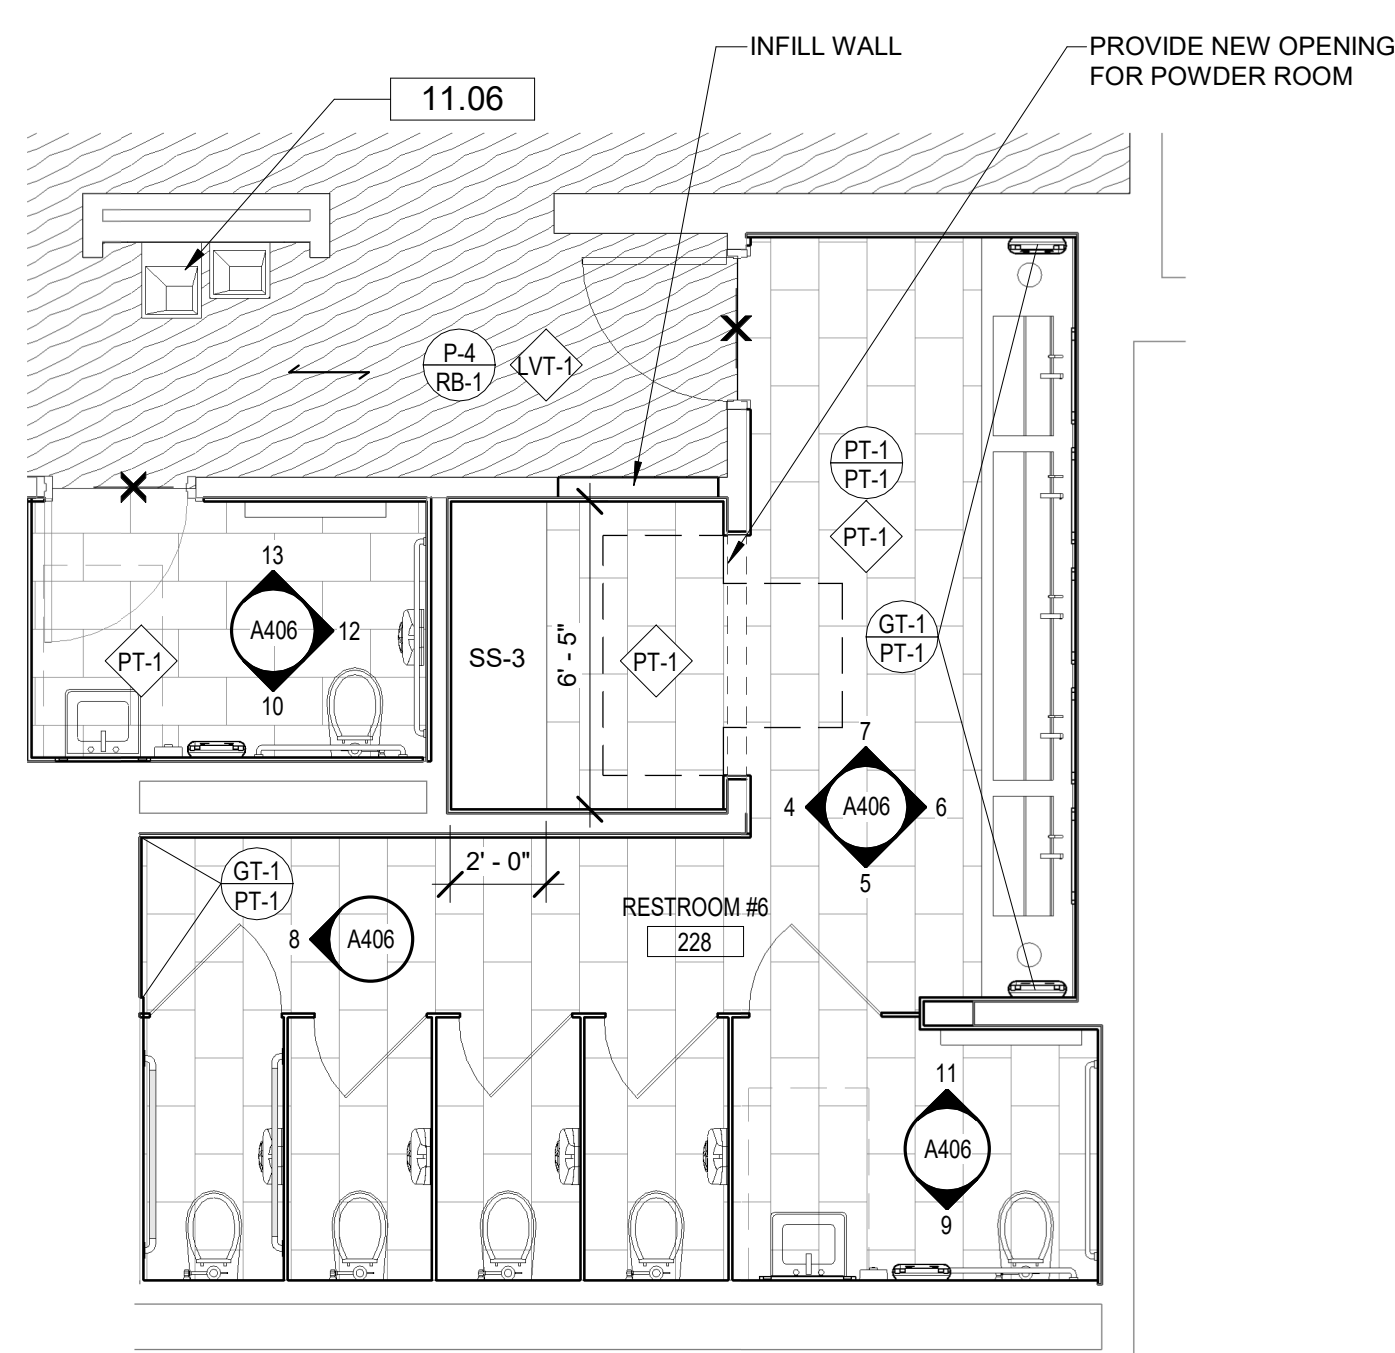 INFILL WALL
PROVIDE NEW OPENING
FOR POWDER ROOM
11.06
P-4
RB-1
LVT-1
PT-1
PT-1
PT-1
13
A406
12
10
PT-1
SS-3
6' - 5"
PT-1
GT-1
PT-1
7
4
A406
6
5
GT-1
PT-1
2' - 0"
8
A406
RESTROOM #6
228
11
A406
9